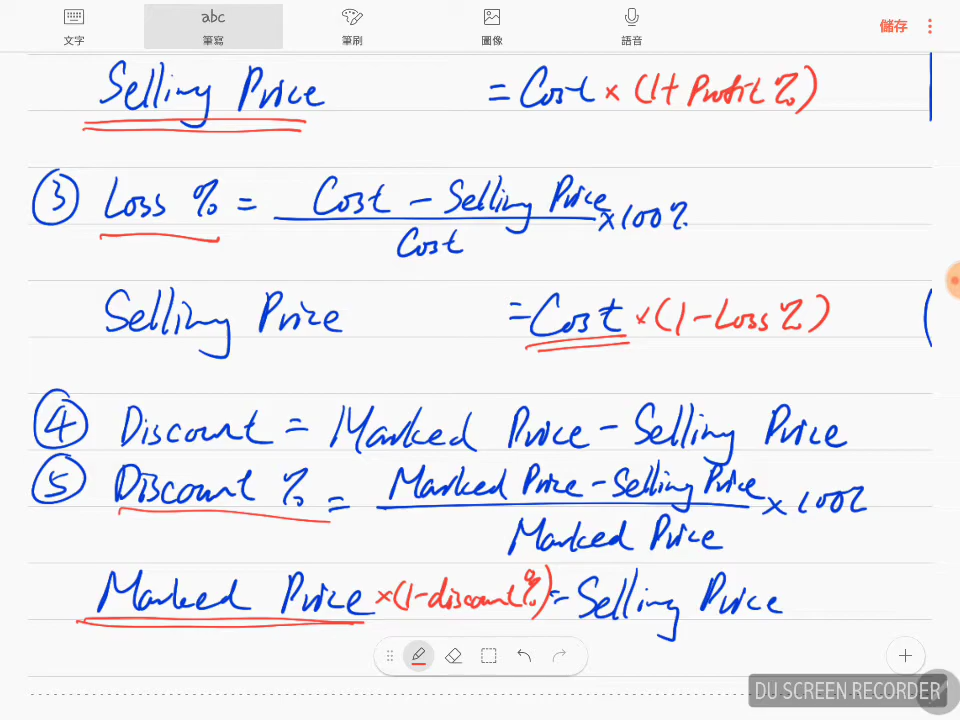 文字 abc 筆寫 筆刷 圖像 語音 儲存
Selling Price = Cost × (1+ Profit %)
③ Loss % = Cost - Selling Price / Cost × 100%
Selling Price = Cost × (1 - Loss %)
④ Discount = Marked Price - Selling Price
⑤ Discount % = Marked Price - Selling Price / Marked Price × 100%
Marked Price × (1 - discount %) = Selling Price
DU SCREEN RECORDER